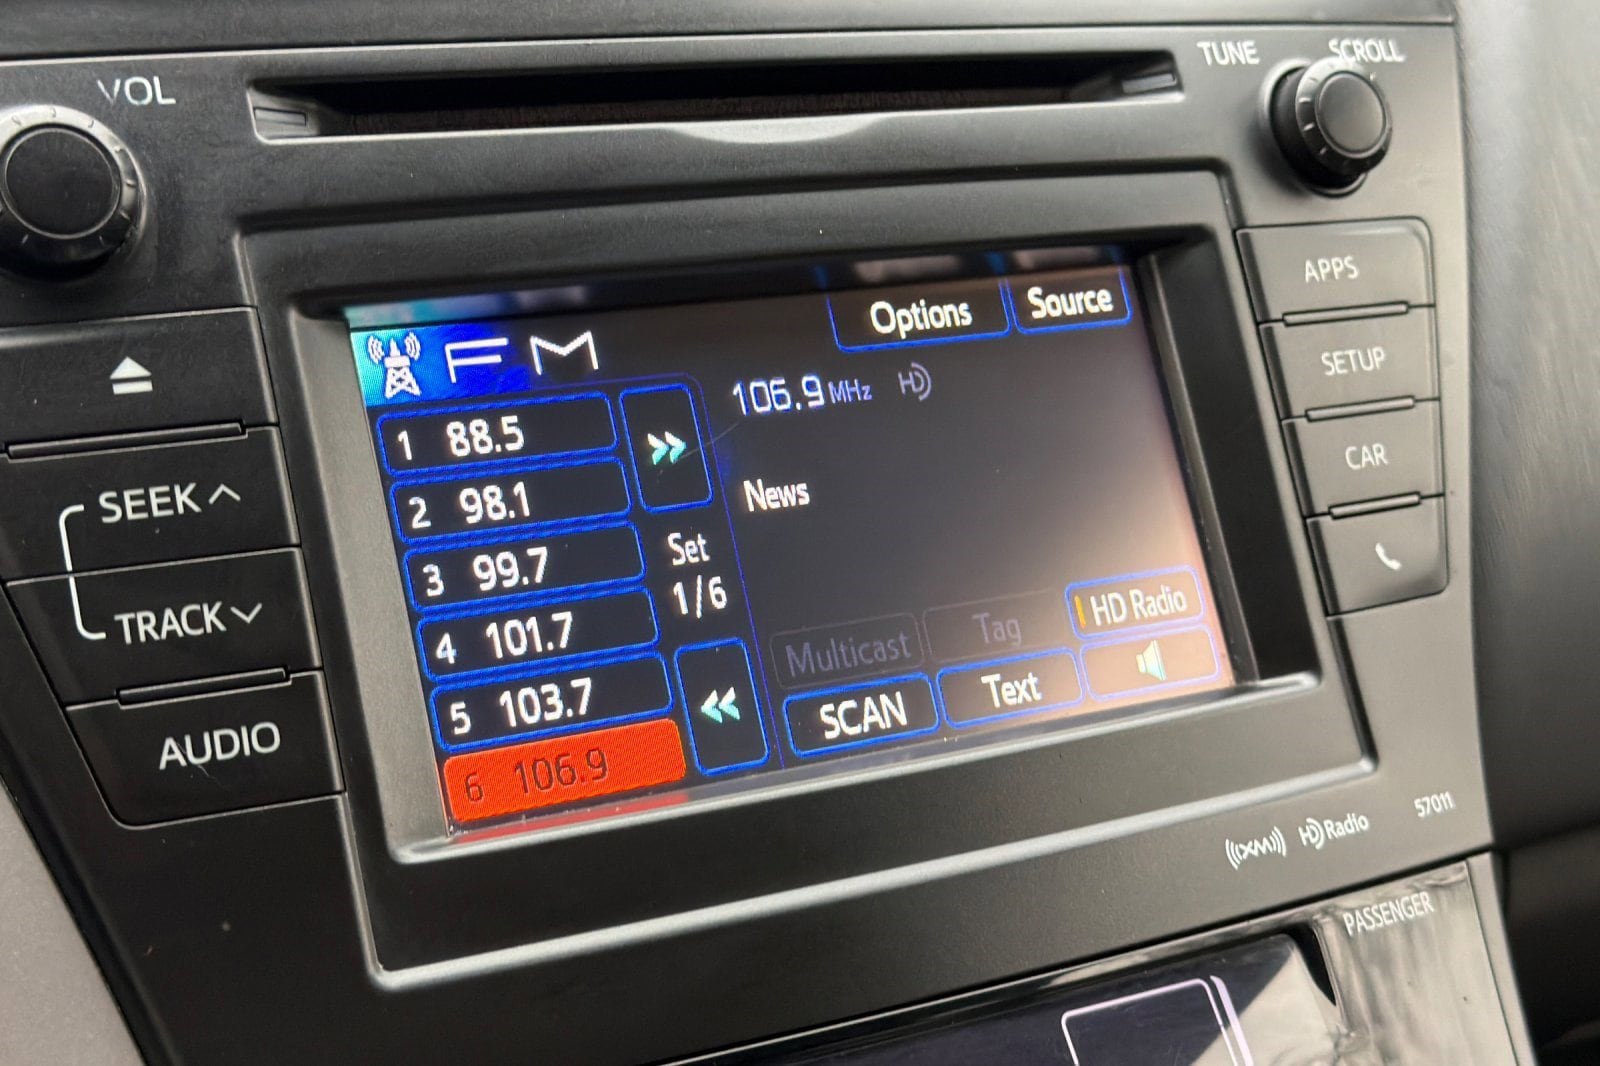 VOL
TUNE SCROLL
APPS
SETUP
CAR
SEEK
TRACK
AUDIO
FM
Options
Source
106.9 MHz HD
1 88.5
2 98.1
3 99.7
4 101.7
5 103.7
6 106.9
Set
1/6
News
Multicast
Tag
HD Radio
SCAN
Text
((XM))
HD Radio
57011
PASSENGER